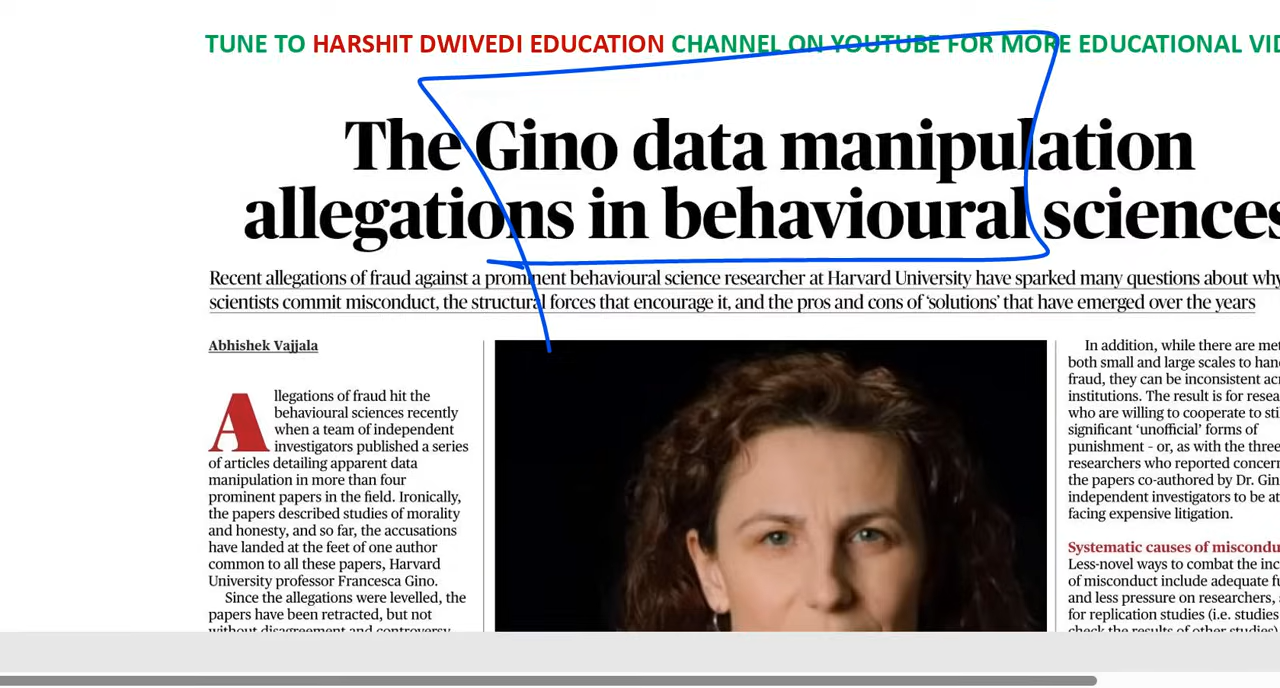 TUNE TO HARSHIT DWIVEDI EDUCATION CHANNEL ON YOUTUBE FOR MORE EDUCATIONAL
The Gino data manipulation
allegations in behavioural sciences
Recent allegations of fraud against a prominent behavioural science researcher at Harvard University have sparked many questions about why
scientists commit misconduct, the structural forces that encourage it, and the pros and cons of ‘solutions’ that have emerged over the years
Abhishek Vajjala
Allegations of fraud hit the
behavioural sciences recently
when a team of independent
investigators published a series
of articles detailing apparent data
manipulation in more than four
prominent papers in the field. Ironically,
the papers described studies of morality
and honesty, and so far, the accusations
have landed at the feet of one author
common to all these papers, Harvard
University professor Francesca Gino.
Since the allegations were levelled, the
papers have been retracted, but not
without disagreement and controversy
In addition, while there are
both small and large scales to
fraud, they can be inconsistent
institutions. The result is for
who are willing to cooperate to
significant ‘unofficial’ forms of
punishment – or, as with the three
researchers who reported
the papers co-authored by Dr.
independent investigators to be
facing expensive litigation.
Systematic causes of
Less-novel ways to combat the
of misconduct include adequate
and less pressure on researchers,
for replication studies (i.e. studies
check the results of other studies)